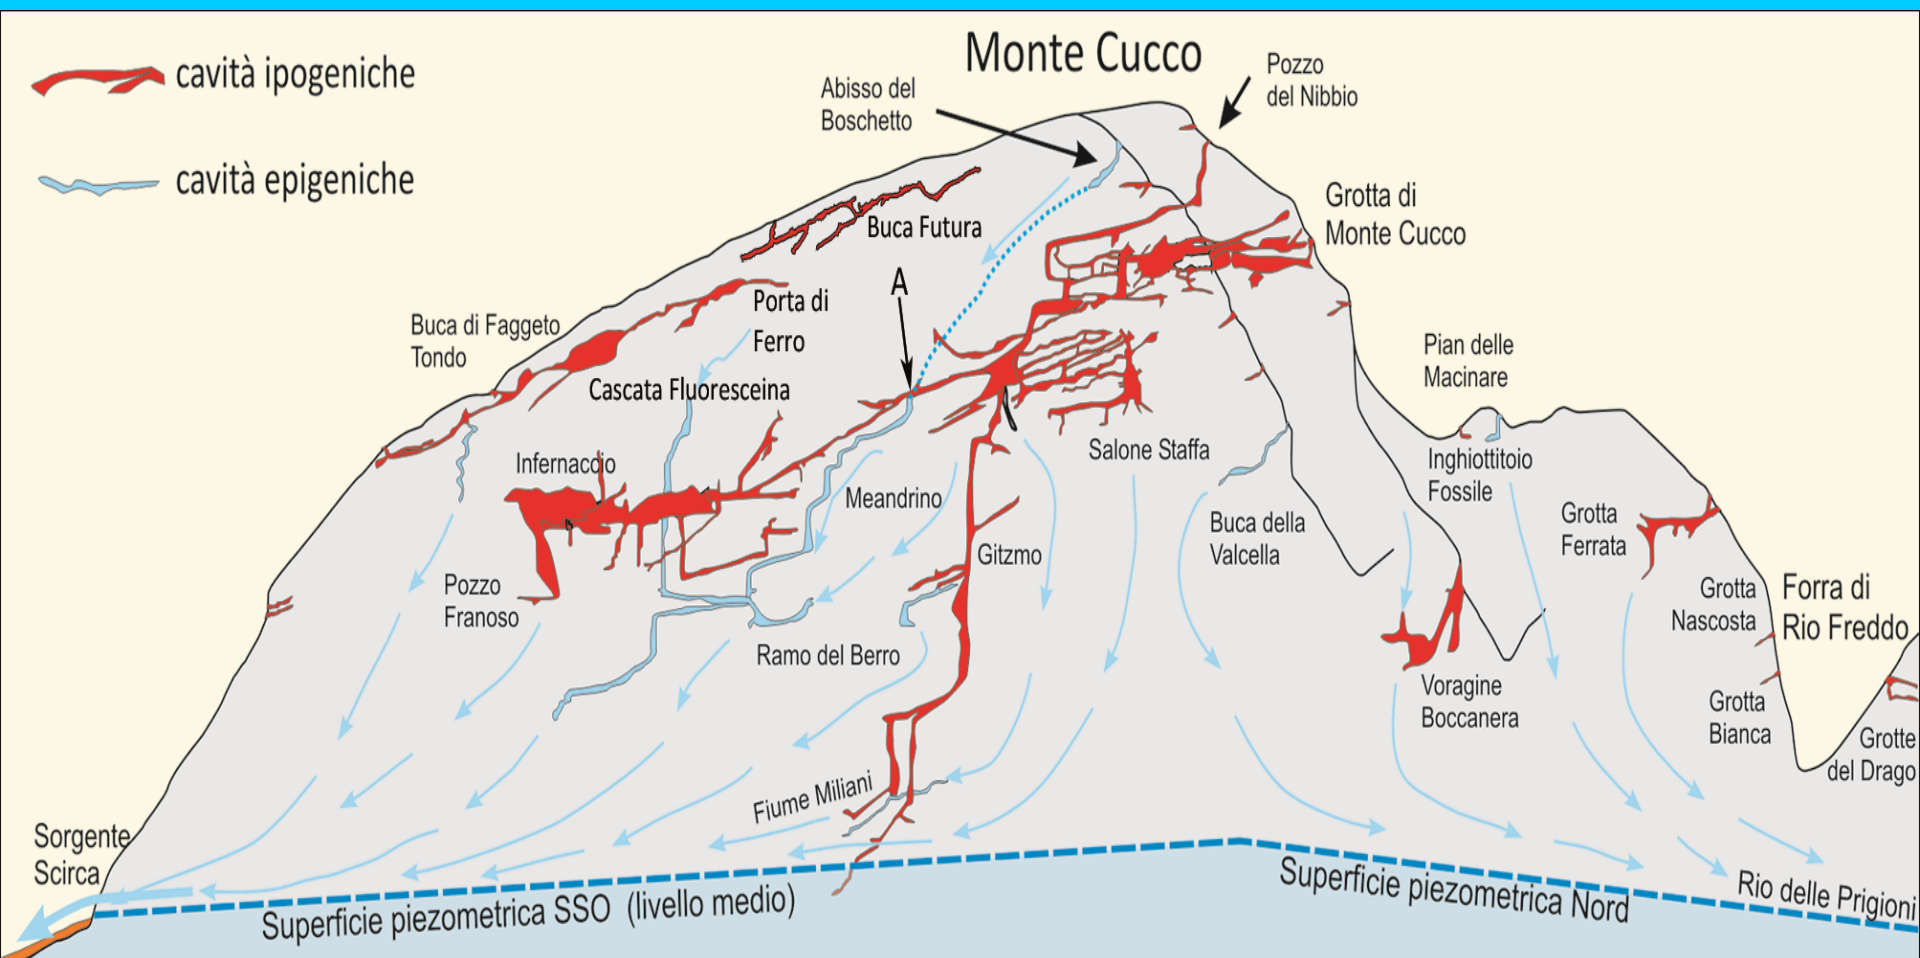 Monte Cucco
cavità ipogeniche
cavità epigeniche
Abisso del
Boschetto
Pozzo
del Nibbio
Grotta di
Monte Cucco
Buca Futura
A
Porta di
Ferro
Buca di Faggeto
Tondo
Cascata Fluoresceina
Pian delle
Macinare
Infernaccio
Salone Staffa
Inghiottitoio
Fossile
Meandrino
Buca della
Valcella
Grotta
Ferrata
Gitzmo
Pozzo
Franoso
Grotta
Nascosta
Forra di
Rio Freddo
Ramo del Berro
Voragine
Boccanera
Grotta
Bianca
Grotte
del Drago
Fiume Miliani
Sorgente
Scirca
Superficie piezometrica SSO (livello medio)
Superficie piezometrica Nord
Rio delle Prigioni